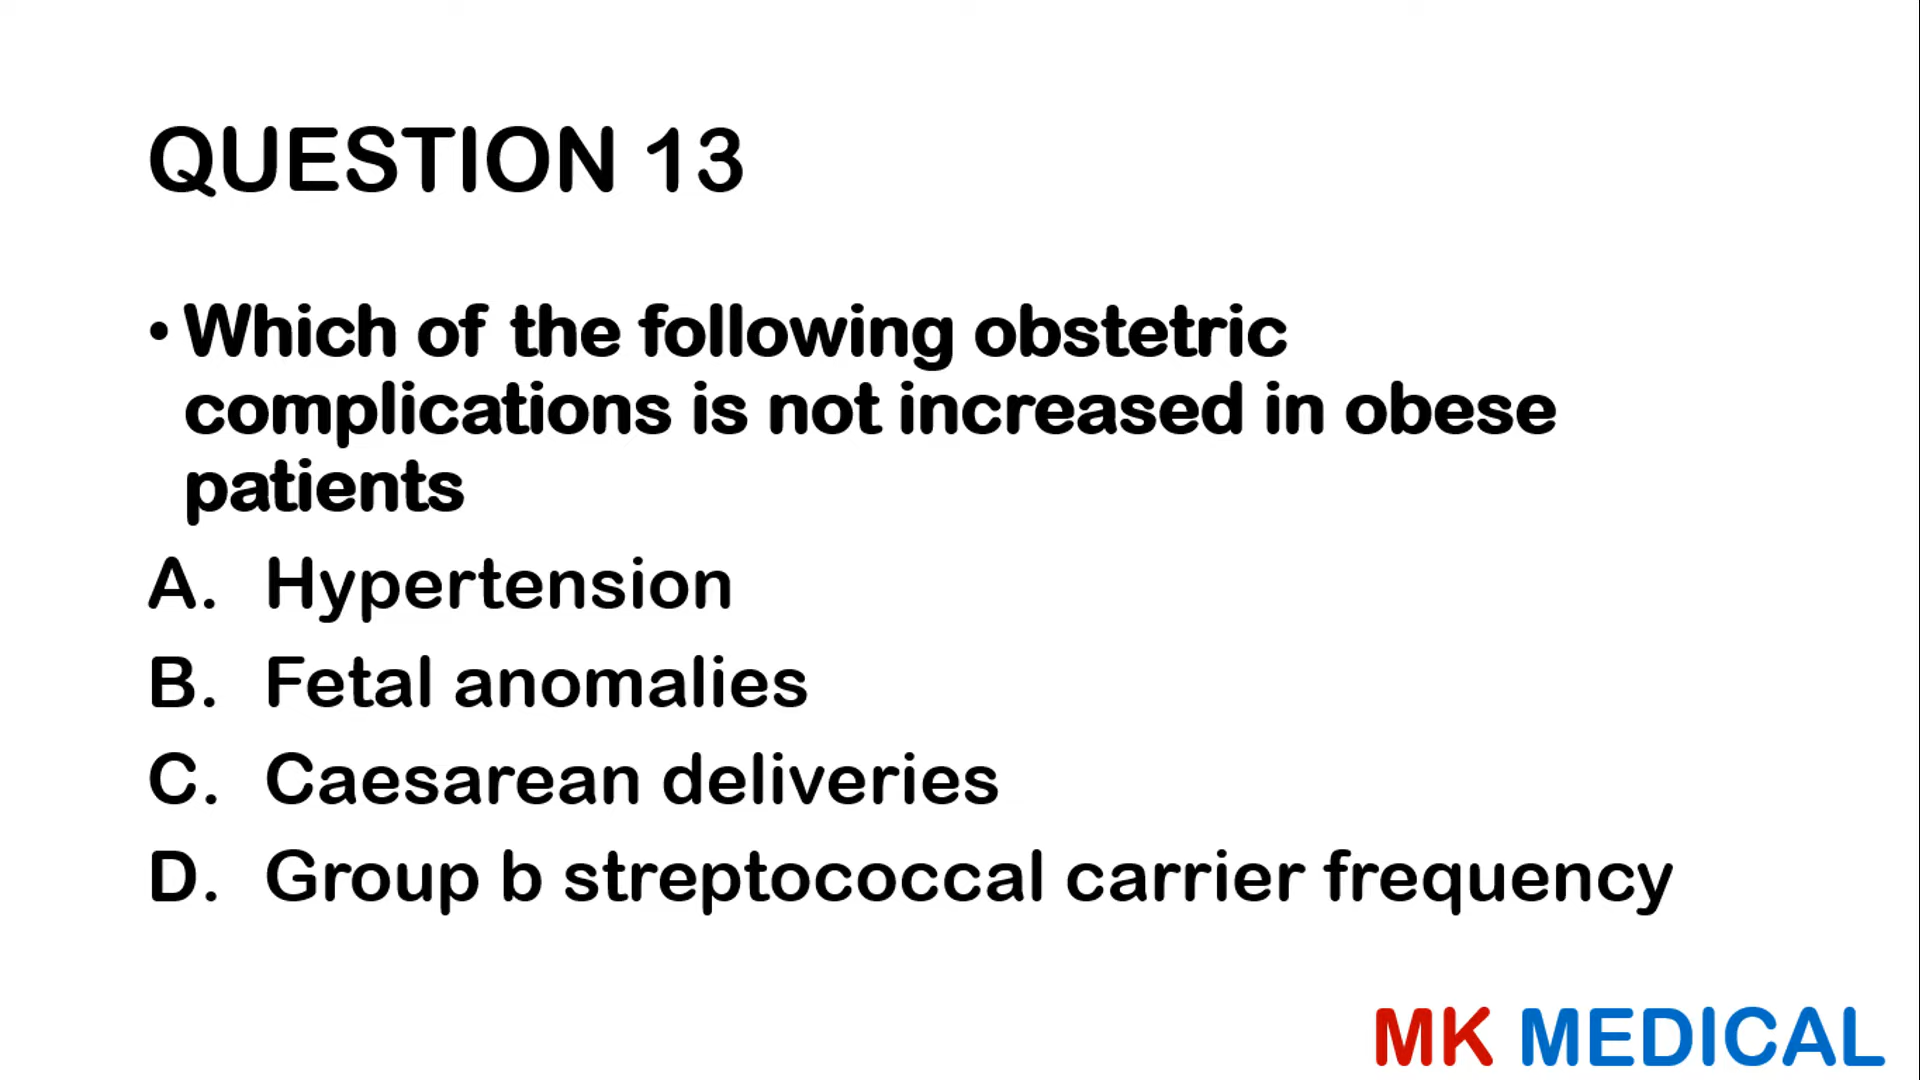 QUESTION 13
• Which of the following obstetric
complications is not increased in obese
patients
A. Hypertension
B. Fetal anomalies
C. Caesarean deliveries
D. Group b streptococcal carrier frequency
MK MEDICAL